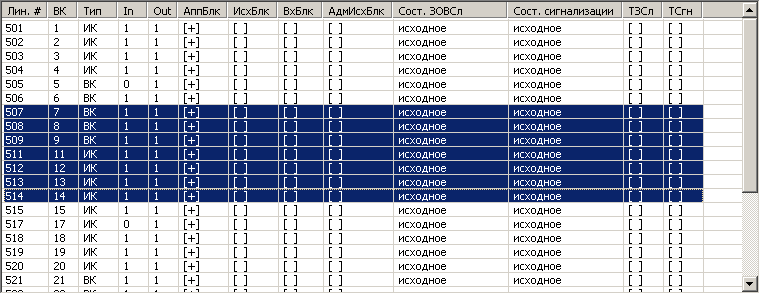 Лин. # ВК Тип In Out АппБлк ИсхБлк ВхБлк АдмИсхБлк Сост. ЗОВСл Сост. сигнализации ТЗСл ТСгн
501 1 ИК 1 1 [+] [ ] [ ] [ ] исходное исходное [ ] [ ]
502 2 ИК 1 1 [+] [ ] [ ] [ ] исходное исходное [ ] [ ]
503 3 ИК 1 1 [+] [ ] [ ] [ ] исходное исходное [ ] [ ]
504 4 ИК 1 1 [+] [ ] [ ] [ ] исходное исходное [ ] [ ]
505 5 ВК 0 1 [+] [ ] [ ] [ ] исходное исходное [ ] [ ]
506 6 ВК 1 1 [+] [ ] [ ] [ ] исходное исходное [ ] [ ]
507 7 ВК 1 1 [+] [ ] [ ] [ ] исходное исходное [ ] [ ]
508 8 ВК 1 1 [+] [ ] [ ] [ ] исходное исходное [ ] [ ]
509 9 ВК 1 1 [+] [ ] [ ] [ ] исходное исходное [ ] [ ]
511 11 ИК 1 1 [+] [ ] [ ] [ ] исходное исходное [ ] [ ]
512 12 ИК 1 1 [+] [ ] [ ] [ ] исходное исходное [ ] [ ]
513 13 ИК 1 1 [+] [ ] [ ] [ ] исходное исходное [ ] [ ]
514 14 ИК 1 1 [+] [ ] [ ] [ ] исходное исходное [ ] [ ]
515 15 ИК 1 1 [+] [ ] [ ] [ ] исходное исходное [ ] [ ]
517 17 ИК 0 1 [+] [ ] [ ] [ ] исходное исходное [ ] [ ]
518 18 ИК 1 1 [+] [ ] [ ] [ ] исходное исходное [ ] [ ]
519 19 ИК 1 1 [+] [ ] [ ] [ ] исходное исходное [ ] [ ]
520 20 ИК 1 1 [+] [ ] [ ] [ ] исходное исходное [ ] [ ]
521 21 ВК 1 1 [+] [ ] [ ] [ ] исходное исходное [ ] [ ]